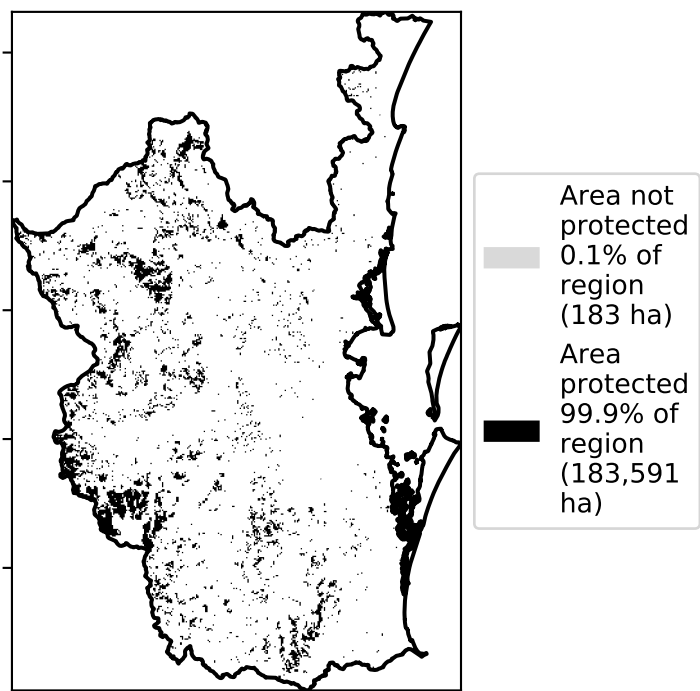 Area not
protected
0.1% of
region
(183 ha)
Area
protected
99.9% of
region
(183,591
ha)